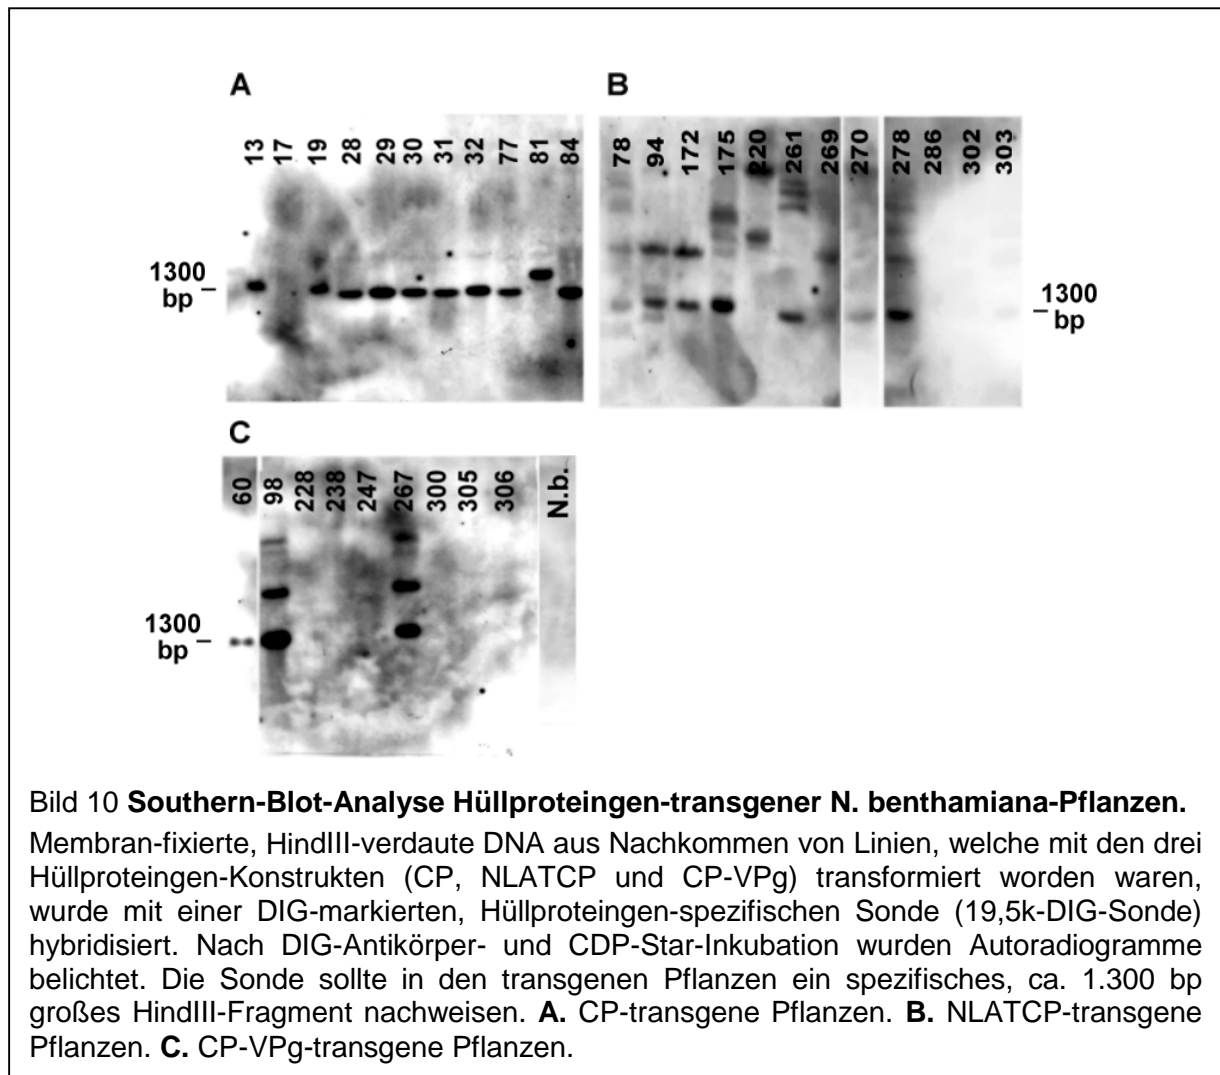 A
13 17 19 28 29 30 31 32 77 81 84
1300
bp
B
78 94 172 175 220 261 269 270 278 286 302 303
1300
bp
C
60 98 228 238 247 267 300 305 306 N.b.
1300
bp
Bild 10 Southern-Blot-Analyse Hüllproteingen-transgener N. benthamiana-Pflanzen.
Membran-fixierte, HindIII-verdaute DNA aus Nachkommen von Linien, welche mit den drei
Hüllproteingen-Konstrukten (CP, NLATCP und CP-VPg) transformiert worden waren,
wurde mit einer DIG-markierten, Hüllproteingen-spezifischen Sonde (19,5k-DIG-Sonde)
hybridisiert. Nach DIG-Antikörper- und CDP-Star-Inkubation wurden Autoradiogramme
belichtet. Die Sonde sollte in den transgenen Pflanzen ein spezifisches, ca. 1.300 bp
großes HindIII-Fragment nachweisen. A. CP-transgene Pflanzen. B. NLATCP-transgene
Pflanzen. C. CP-VPg-transgene Pflanzen.